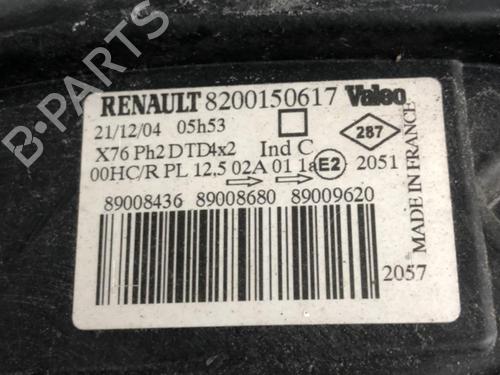 RENAULT 8200150617 Valeo
21/12/04 05h53
287
X76 Ph2 DTD4x2 Ind C
00HC/R PL 12,5 02A 01 1a E2 2051
89008436 89008680 89009620
2057
MADE IN FRANCE